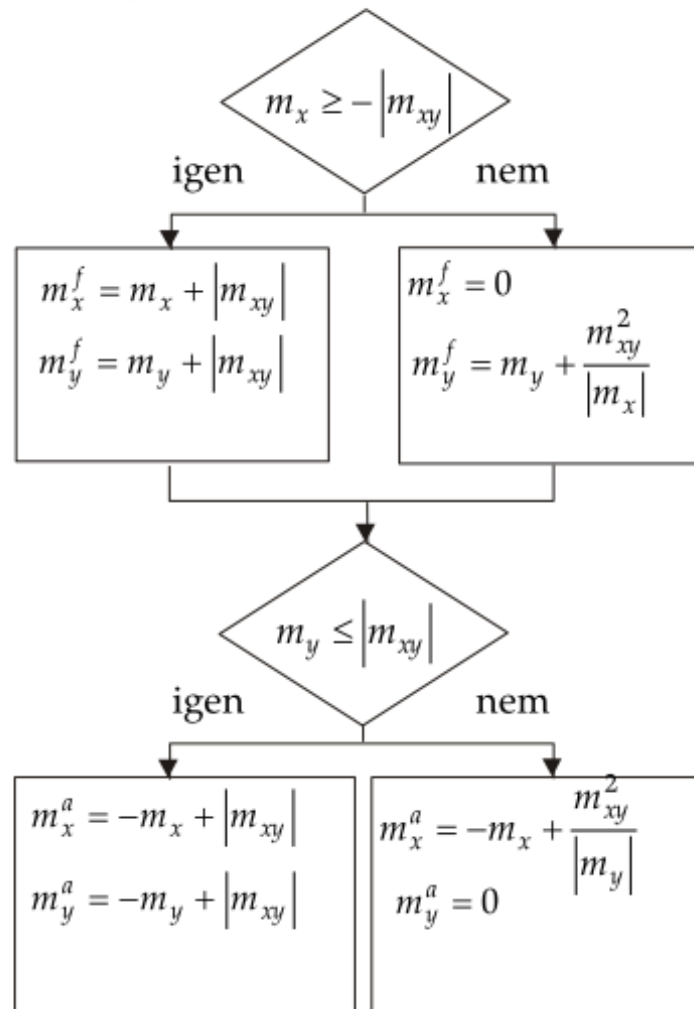 m_x ≥ −|m_xy|
igen nem
m_x^f = m_x + |m_xy|
m_y^f = m_y + |m_xy|
m_x^f = 0
m_y^f = m_y + m_xy^2 / |m_x|
m_y ≤ |m_xy|
igen nem
m_x^a = −m_x + |m_xy|
m_y^a = −m_y + |m_xy|
m_x^a = −m_x + m_xy^2 / |m_y|
m_y^a = 0